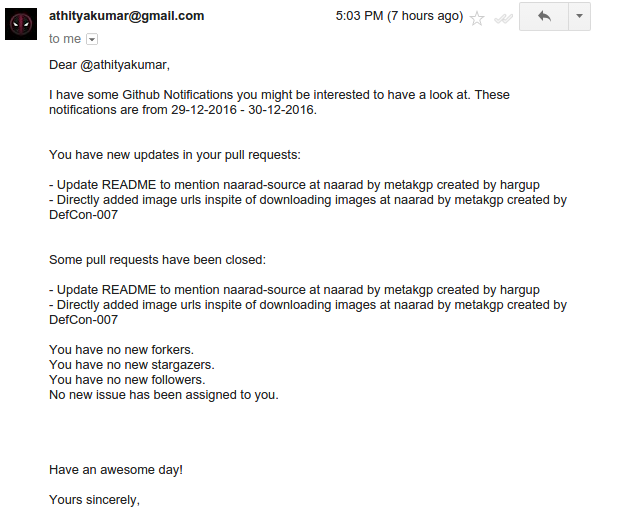 athityakumar@gmail.com 5:03 PM (7 hours ago)
to me
Dear @athityakumar,
I have some Github Notifications you might be interested to have a look at. These
notifications are from 29-12-2016 - 30-12-2016.
You have new updates in your pull requests:
- Update README to mention naarad-source at naarad by metakgp created by hargup
- Directly added image urls inspite of downloading images at naarad by metakgp created by
DefCon-007
Some pull requests have been closed:
- Update README to mention naarad-source at naarad by metakgp created by hargup
- Directly added image urls inspite of downloading images at naarad by metakgp created by
DefCon-007
You have no new forkers.
You have no new stargazers.
You have no new followers.
No new issue has been assigned to you.
Have an awesome day!
Yours sincerely,